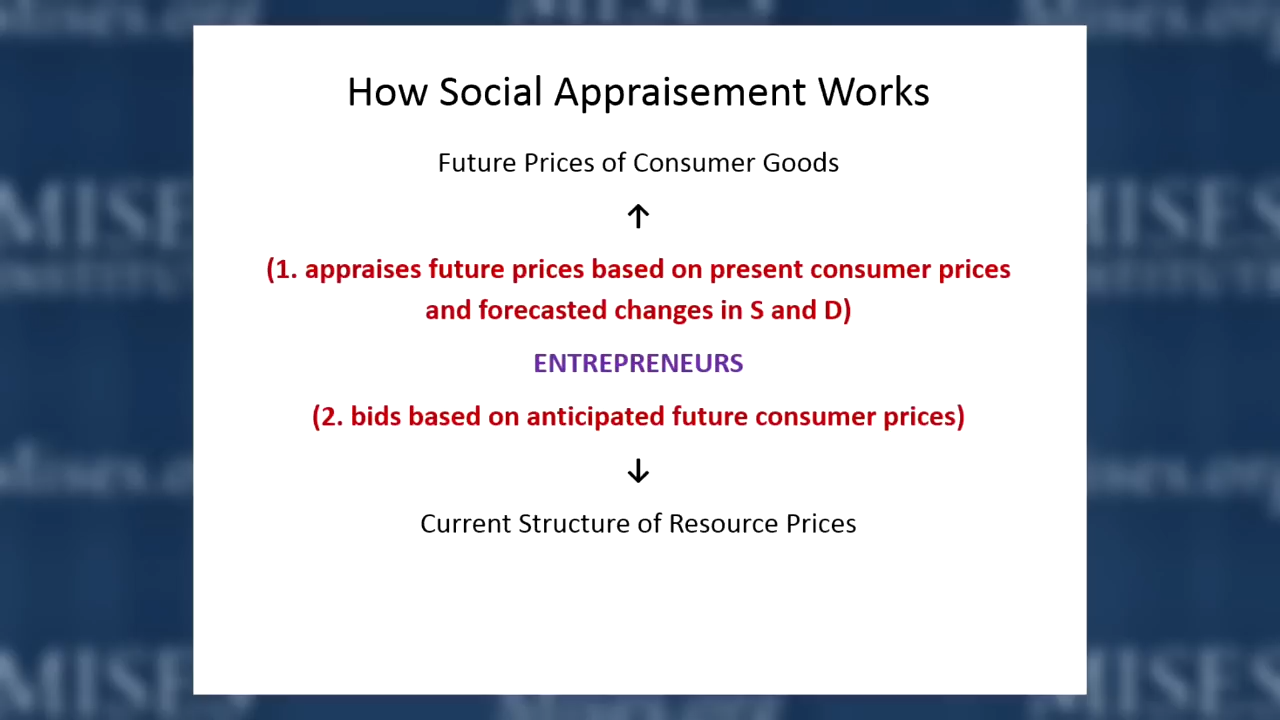 How Social Appraisement Works
Future Prices of Consumer Goods
↑
(1. appraises future prices based on present consumer prices
and forecasted changes in S and D)
ENTREPRENEURS
(2. bids based on anticipated future consumer prices)
↓
Current Structure of Resource Prices